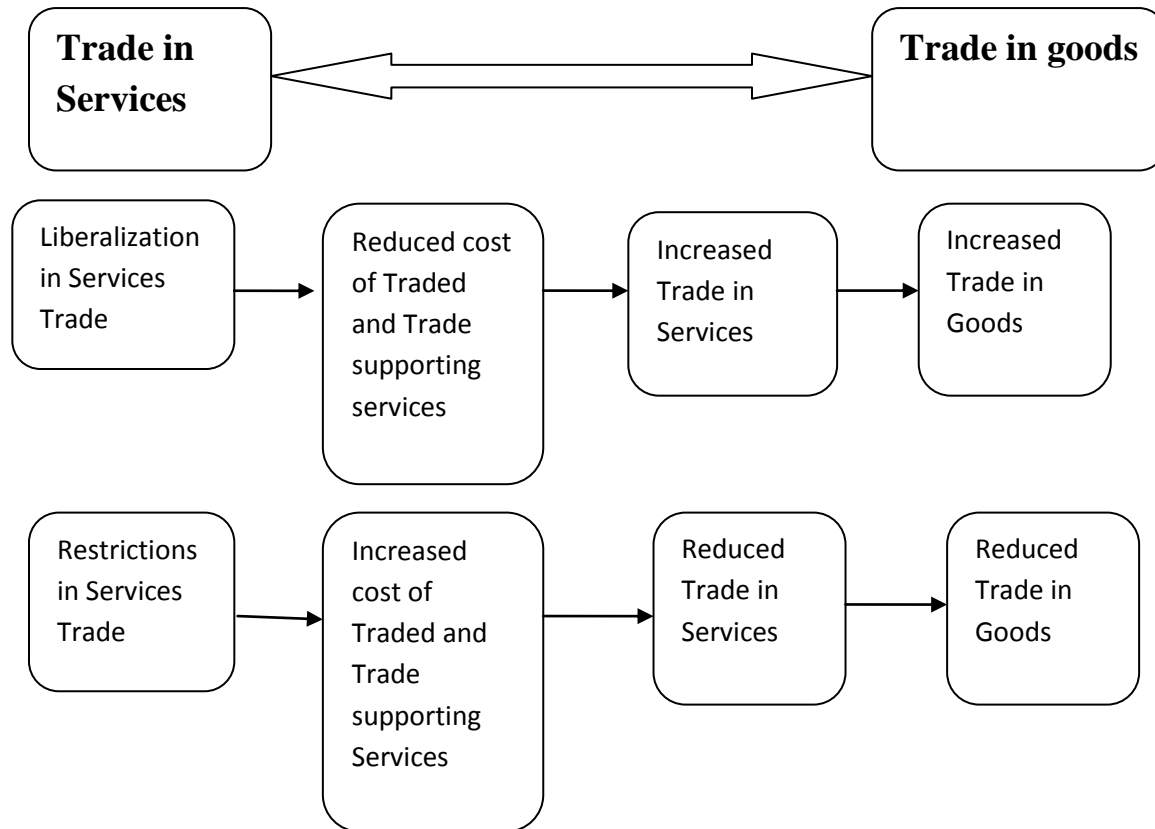 Trade in
Services
Trade in goods
Liberalization
in Services
Trade
Reduced cost
of Traded
and Trade
supporting
services
Increased
Trade in
Services
Increased
Trade in
Goods
Restrictions
in Services
Trade
Increased
cost of
Traded and
Trade
supporting
Services
Reduced
Trade in
Services
Reduced
Trade in
Goods